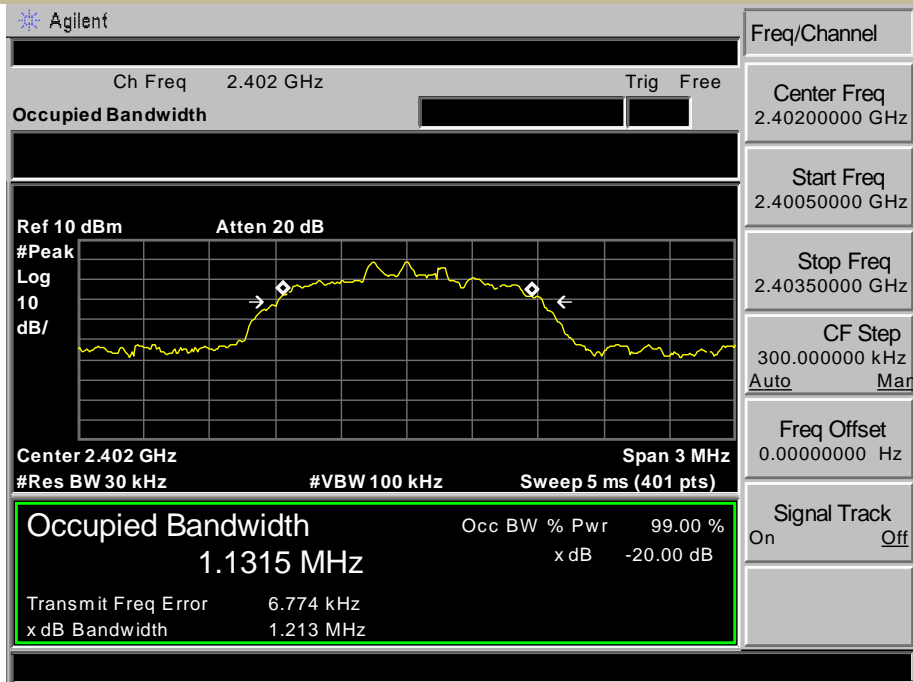 Agilent
Freq/Channel
Ch Freq 2.402 GHz Trig Free
Occupied Bandwidth
Center Freq
2.40200000 GHz
Start Freq
2.40050000 GHz
Stop Freq
2.40350000 GHz
CF Step
300.000000 kHz
Auto Man
Freq Offset
0.00000000 Hz
Signal Track
On Off
Ref 10 dBm Atten 20 dB
#Peak
Log
10
dB/
Center 2.402 GHz Span 3 MHz
#Res BW 30 kHz #VBW 100 kHz Sweep 5 ms (401 pts)
Occupied Bandwidth Occ BW % Pwr 99.00 %
1.1315 MHz x dB -20.00 dB
Transmit Freq Error 6.774 kHz
x dB Bandwidth 1.213 MHz